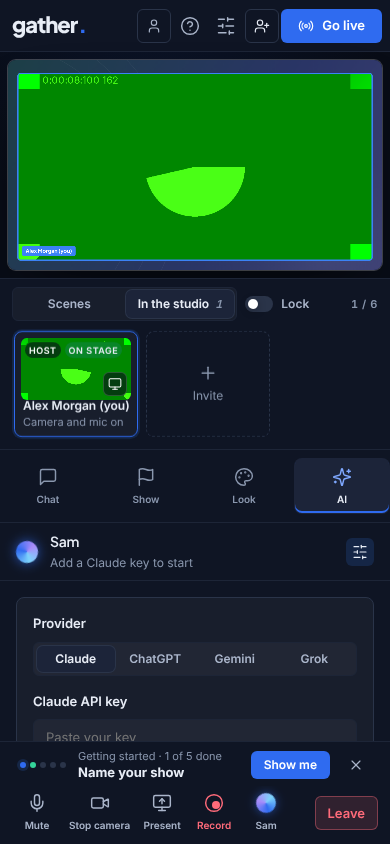 gather.
Go live
0:00:08:100 162
Alex Morgan (you)
Scenes
In the studio 1
Lock
1 / 6
HOST
ON STAGE
Alex Morgan (you)
Camera and mic on
Invite
Chat
Show
Look
AI
Sam
Add a Claude key to start
Provider
Claude
ChatGPT
Gemini
Grok
Claude API key
Paste your key
Getting started · 1 of 5 done
Name your show
Show me
Mute
Stop camera
Present
Record
Sam
Leave